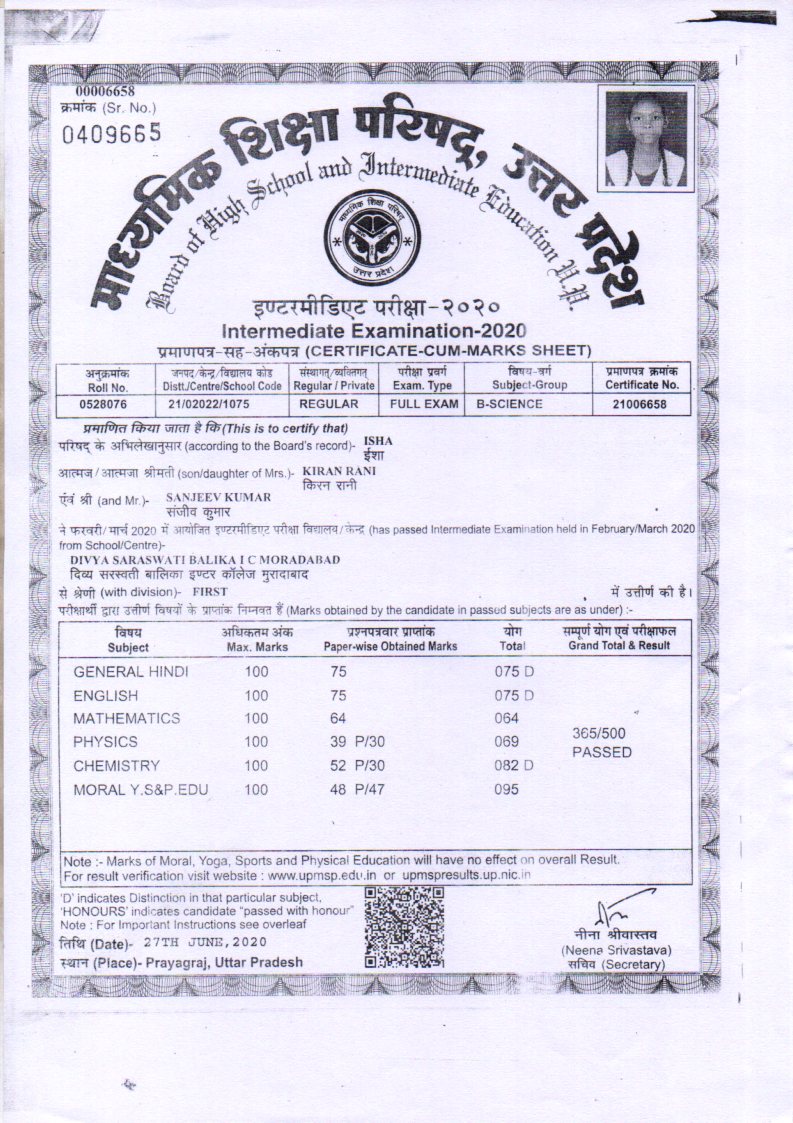 00006658
क्रमांक (Sr. No.)
0409665
माध्यमिक शिक्षा परिषद्, उत्तर प्रदेश
Board of High School and Intermediate Education U.P.
माध्यमिक शिक्षा परिषद्
उत्तर प्रदेश
इण्टरमीडिएट परीक्षा-२०२०
Intermediate Examination-2020
प्रमाणपत्र-सह-अंकपत्र (CERTIFICATE-CUM-MARKS SHEET)
अनुक्रमांक जनपद/केन्द्र/विद्यालय कोड संस्थागत्/व्यक्तिगत् परीक्षा प्रवर्ग विषय-वर्ग प्रमाणपत्र क्रमांक
Roll No. Distt./Centre/School Code Regular / Private Exam. Type Subject-Group Certificate No.
0528076 21/02022/1075 REGULAR FULL EXAM B-SCIENCE 21006658
प्रमाणित किया जाता है कि (This is to certify that)
परिषद् के अभिलेखानुसार (according to the Board's record)- ISHA
ईशा
आत्मज/आत्मजा श्रीमती (son/daughter of Mrs.)- KIRAN RANI
किरन रानी
एंवं श्री (and Mr.)- SANJEEV KUMAR
संजीव कुमार
ने फरवरी/मार्च 2020 में आयोजित इण्टरमीडिएट परीक्षा विद्यालय/केन्द्र (has passed Intermediate Examination held in February/March 2020
from School/Centre)-
DIVYA SARASWATI BALIKA I C MORADABAD
दिव्य सरस्वती बालिका इण्टर कॉलेज मुरादाबाद
से श्रेणी (with division)- FIRST में उत्तीर्ण की है।
परीक्षार्थी द्वारा उत्तीर्ण विषयों के प्राप्तांक निम्नवत हैं (Marks obtained by the candidate in passed subjects are as under) :-
विषय अधिकतम अंक प्रश्नपत्रवार प्राप्तांक योग सम्पूर्ण योग एवं परीक्षाफल
Subject Max. Marks Paper-wise Obtained Marks Total Grand Total & Result
GENERAL HINDI 100 75 075 D
ENGLISH 100 75 075 D
MATHEMATICS 100 64 064
PHYSICS 100 39 P/30 069
CHEMISTRY 100 52 P/30 082 D
MORAL Y.S&P.EDU 100 48 P/47 095
365/500
PASSED
Note :- Marks of Moral, Yoga, Sports and Physical Education will have no effect on overall Result.
For result verification visit website : www.upmsp.edu.in or upmspresults.up.nic.in
'D' indicates Distinction in that particular subject,
'HONOURS' indicates candidate "passed with honour"
Note : For Important Instructions see overleaf
तिथि (Date)- 27TH JUNE,2020
स्थान (Place)- Prayagraj, Uttar Pradesh
नीना श्रीवास्तव
(Neena Srivastava)
सचिव (Secretary)